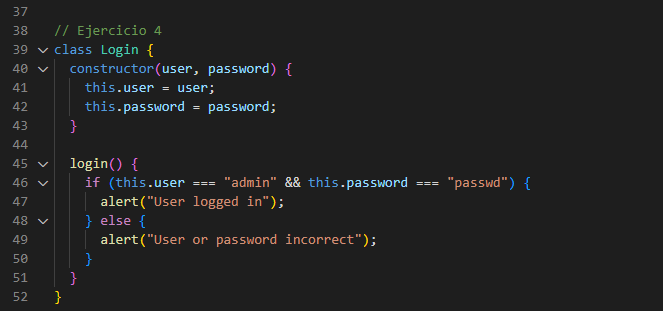 37
38 // Ejercicio 4
39 class Login {
40   constructor(user, password) {
41     this.user = user;
42     this.password = password;
43   }
44
45   login() {
46     if (this.user === "admin" && this.password === "passwd") {
47       alert("User logged in");
48     } else {
49       alert("User or password incorrect");
50     }
51   }
52 }